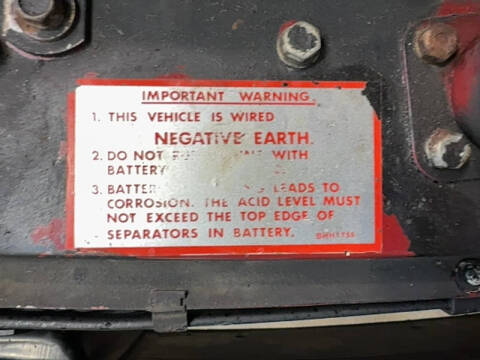 IMPORTANT WARNING.
1. THIS VEHICLE IS WIRED
NEGATIVE EARTH.
2. DO NOT WITH
BATTERY
3. LEADS TO
CORROSION. THE ACID LEVEL MUST
NOT EXCEED THE TOP EDGE OF
SEPARATORS IN BATTERY.